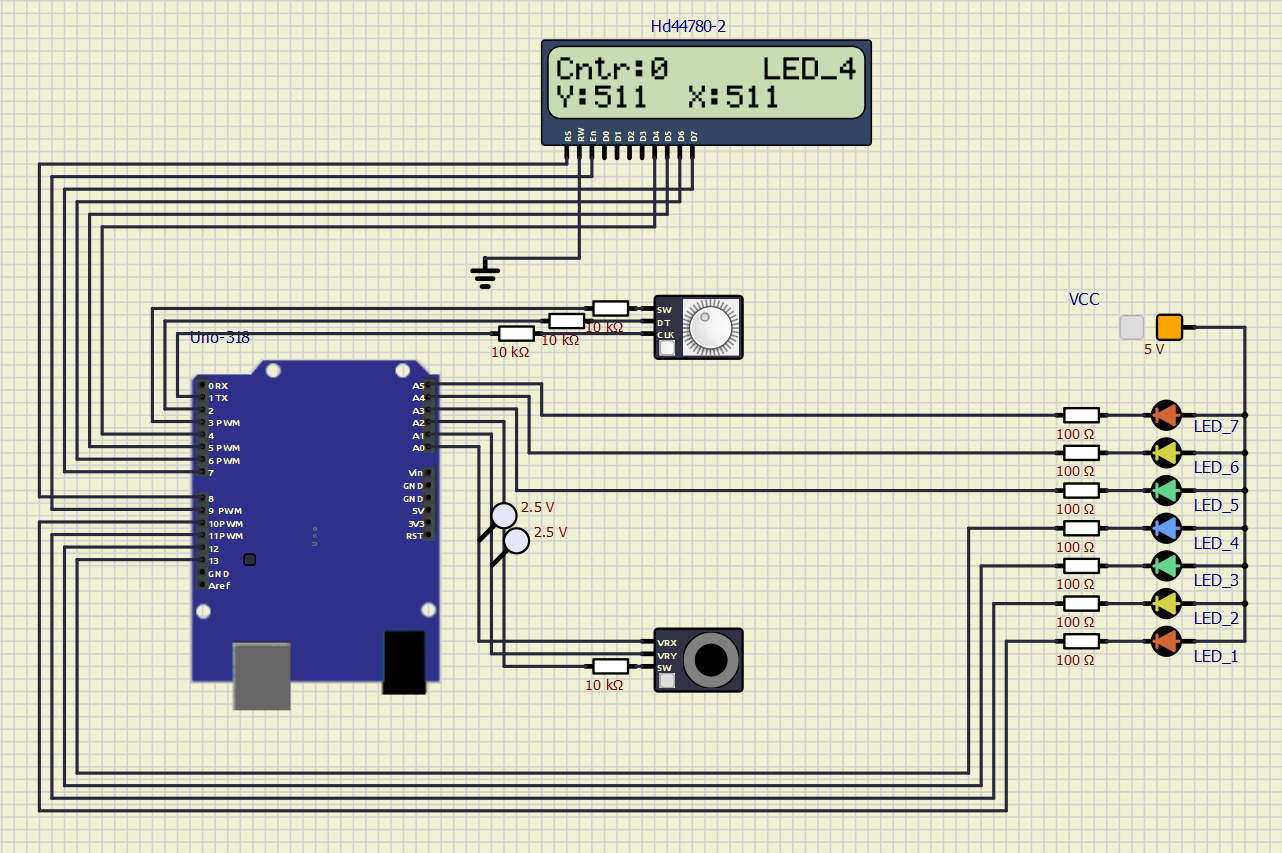 Hd44780-2
Cntr:0 LED_4
Y:511 X:511
RS RW En D0 D1 D2 D3 D4 D5 D6 D7
SW
DT
CLK
10 kΩ
10 kΩ
10 kΩ
VCC
5 V
Uno-318
0RX
1 TX
2
3 PWM
4
5 PWM
6 PWM
7
8
9 PWM
10PWM
11PWM
12
13
GND
Aref
A5
A4
A3
A2
A1
A0
Vin
GND
GND
5V
3V3
RST
Uno
2.5 V
2.5 V
100 Ω
LED_7
100 Ω
LED_6
100 Ω
LED_5
100 Ω
LED_4
100 Ω
LED_3
100 Ω
LED_2
100 Ω
LED_1
VRX
VRY
SW
10 kΩ